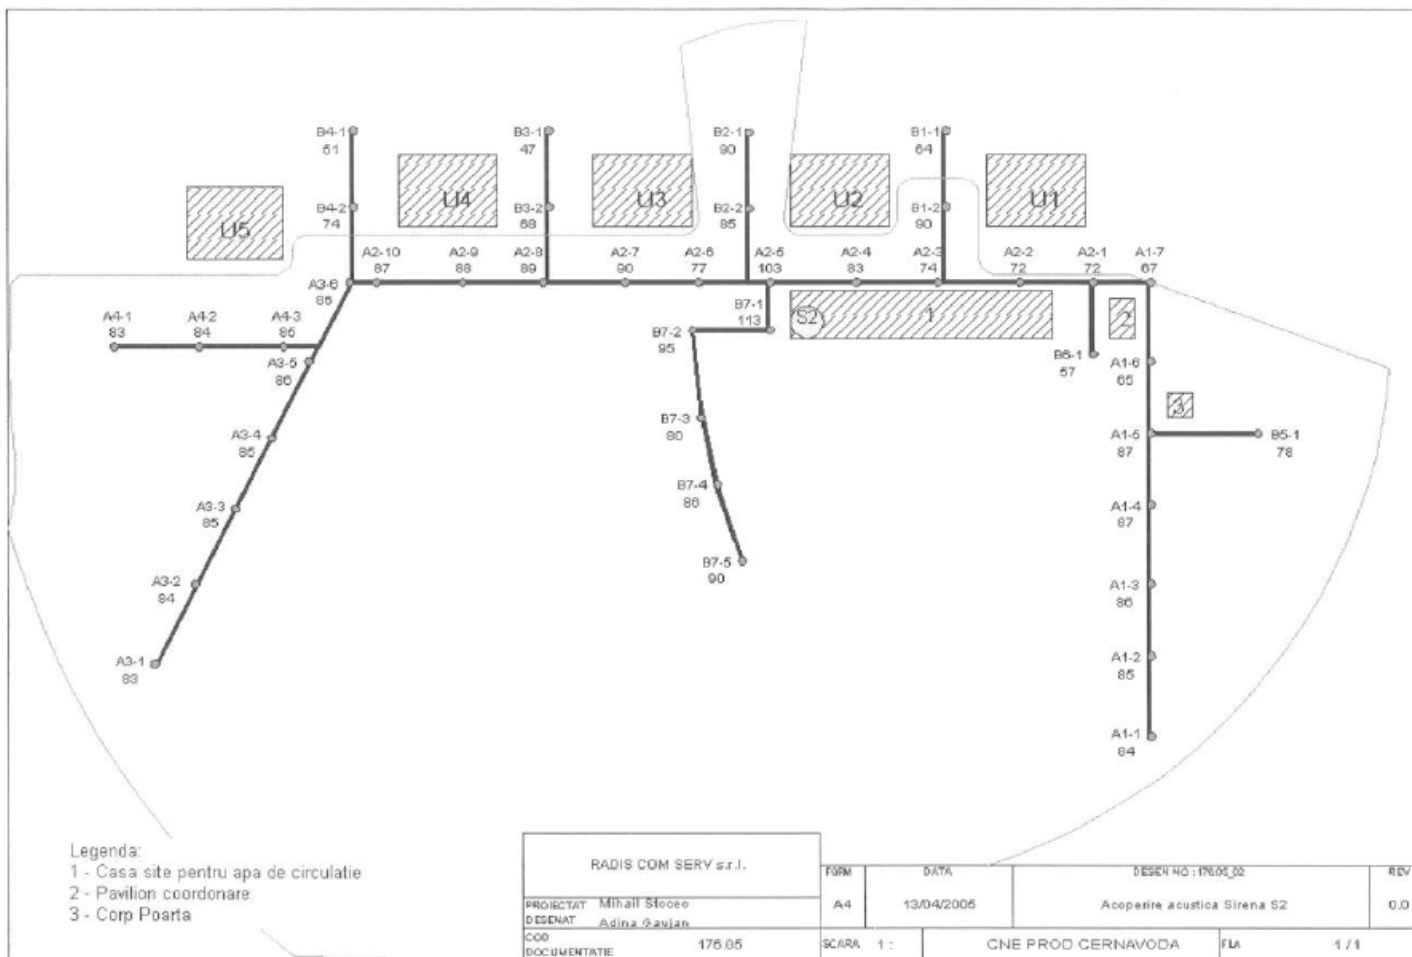 B4-1
51
B3-1
47
B2-1
90
B1-1
64
U5
U4
U3
U2
U1
B4-2
74
B3-2
68
B2-2
85
B1-2
90
A2-10
87
A2-9
88
A2-8
89
A2-7
90
A2-6
77
A2-5
103
A2-4
83
A2-3
74
A2-2
72
A2-1
72
A1-7
67
A3-6
85
A4-1
83
A4-2
84
A4-3
85
B7-1
113
S2
1
2
B7-2
95
B6-1
57
A3-5
86
A1-6
65
3
B7-3
80
A3-4
85
A1-5
87
B5-1
78
B7-4
86
A3-3
85
A1-4
87
B7-5
90
A3-2
84
A1-3
86
A3-1
83
A1-2
85
A1-1
84
Legenda:
1 - Casa site pentru apa de circulatie
2 - Pavilion coordonare
3 - Corp Poarta
RADIS COM SERV s.r.l.
PROIECTAT Mihail Stocec
DESENAT Adina Gavjan
COD
DOCUMENTATIE 176.05
FORM
A4
DATA
13/04/2005
DESEN NO : 176.05_02
Acoperire acustica Sirena S2
REV
0.0
SCARA 1 :
CNE PROD CERNAVODA
FILA 1 / 1